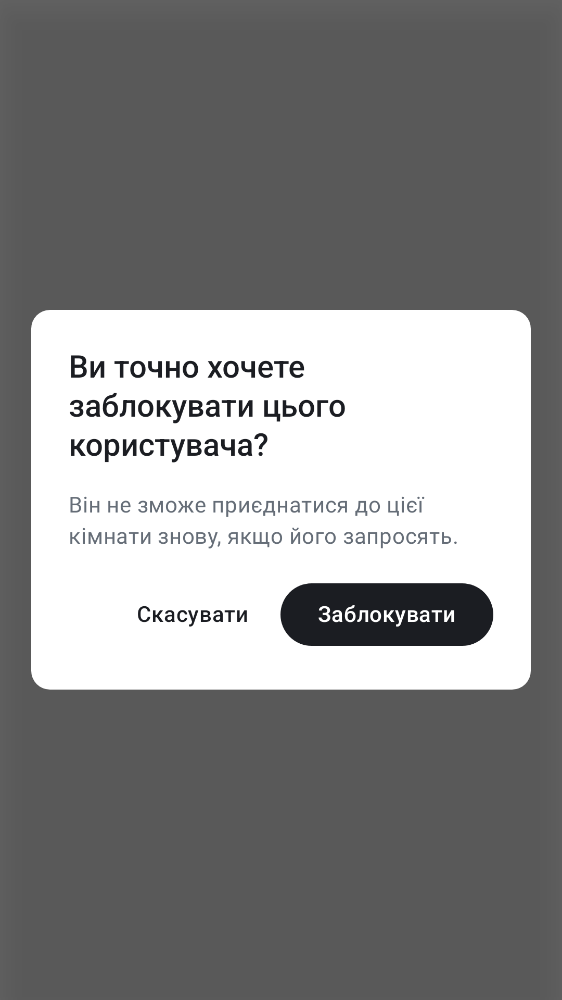 Ви точно хочете
заблокувати цього
користувача?
Він не зможе приєднатися до цієї
кімнати знову, якщо його запросять.
Скасувати
Заблокувати